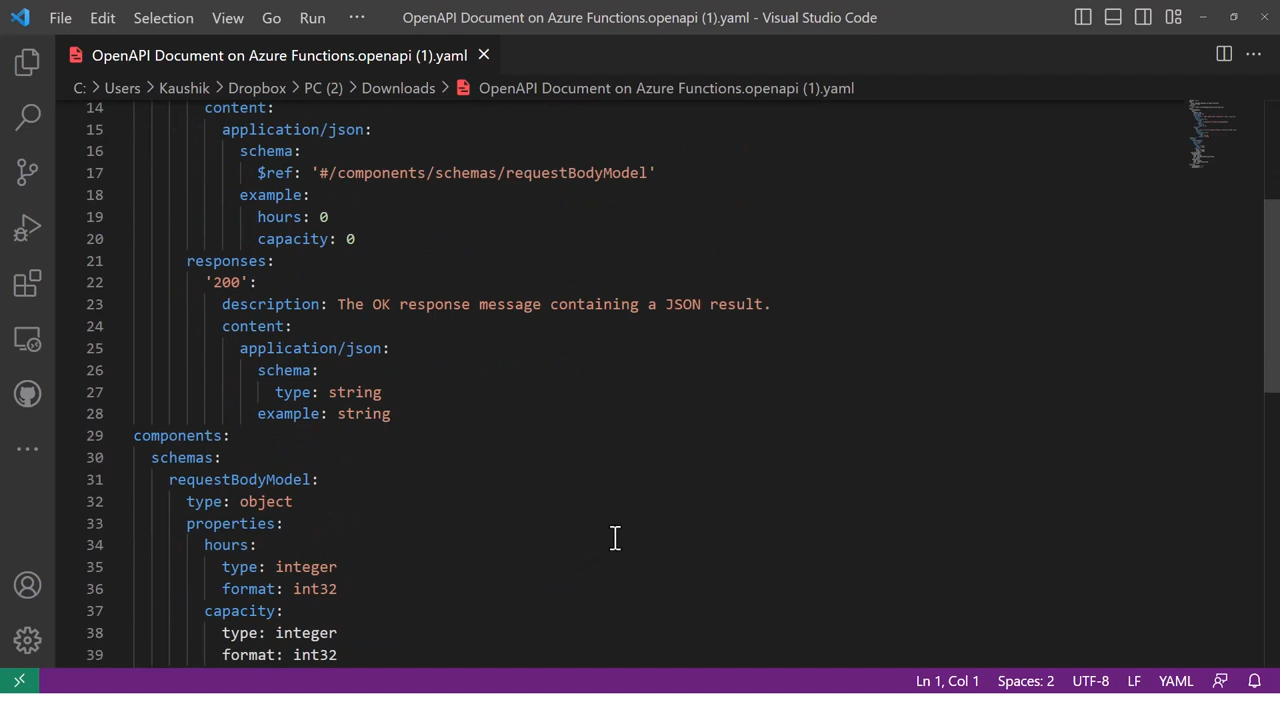 File Edit Selection View Go Run ··· OpenAPI Document on Azure Functions.openapi (1).yaml - Visual Studio Code
OpenAPI Document on Azure Functions.openapi (1).yaml
C: > Users > Kaushik > Dropbox > PC (2) > Downloads > OpenAPI Document on Azure Functions.openapi (1).yaml
14 content:
15 application/json:
16 schema:
17 $ref: '#/components/schemas/requestBodyModel'
18 example:
19 hours: 0
20 capacity: 0
21 responses:
22 '200':
23 description: The OK response message containing a JSON result.
24 content:
25 application/json:
26 schema:
27 type: string
28 example: string
29 components:
30 schemas:
31 requestBodyModel:
32 type: object
33 properties:
34 hours:
35 type: integer
36 format: int32
37 capacity:
38 type: integer
39 format: int32
Ln 1, Col 1 Spaces: 2 UTF-8 LF YAML